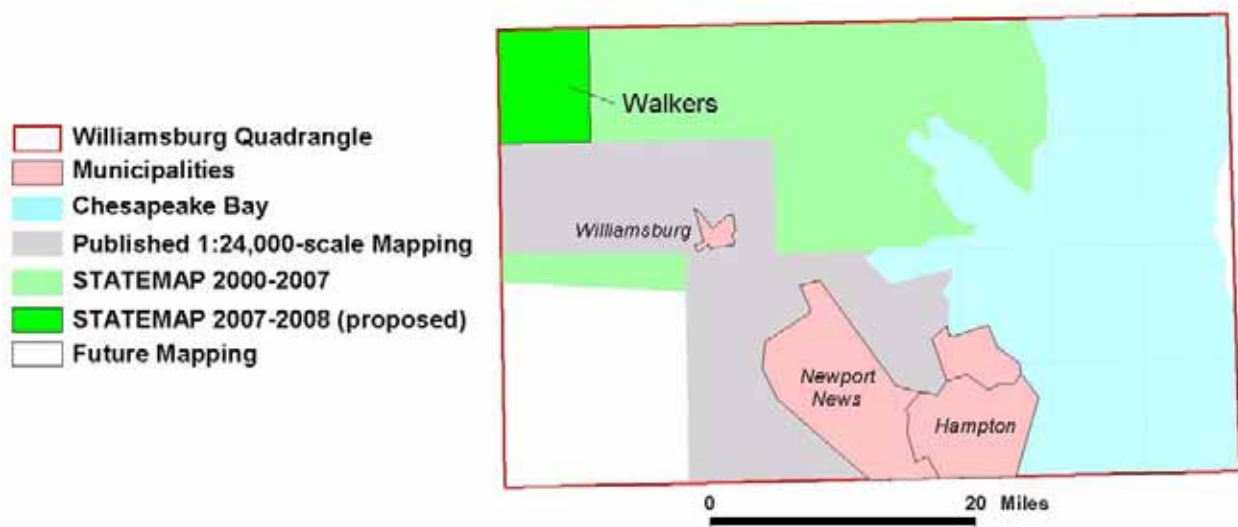 Williamsburg Quadrangle
Municipalities
Chesapeake Bay
Published 1:24,000-scale Mapping
STATEMAP 2000-2007
STATEMAP 2007-2008 (proposed)
Future Mapping
Walkers
Williamsburg
Newport
News
Hampton
0 20 Miles